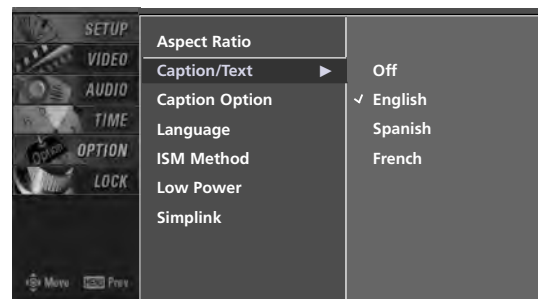 SETUP
VIDEO
AUDIO
TIME
OPTION
LOCK
Move MENU Prev
Aspect Ratio
Caption/Text ▶
Caption Option
Language
ISM Method
Low Power
Simplink
Off
✓ English
Spanish
French